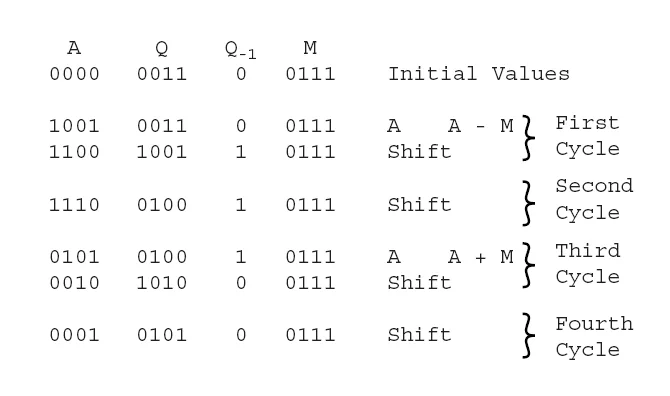 A Q Q-1 M
0000 0011 0 0111 Initial Values
1001 0011 0 0111 A A - M First
1100 1001 1 0111 Shift Cycle
1110 0100 1 0111 Shift Second Cycle
0101 0100 1 0111 A A + M Third
0010 1010 0 0111 Shift Cycle
0001 0101 0 0111 Shift Fourth Cycle